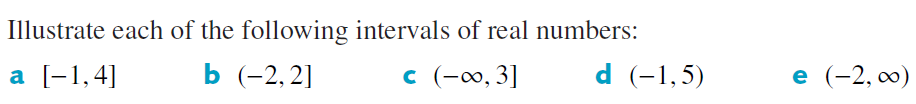 Illustrate each of the following intervals of real numbers:
a [−1, 4] b (−2, 2] c (−∞, 3] d (−1, 5) e (−2, ∞)